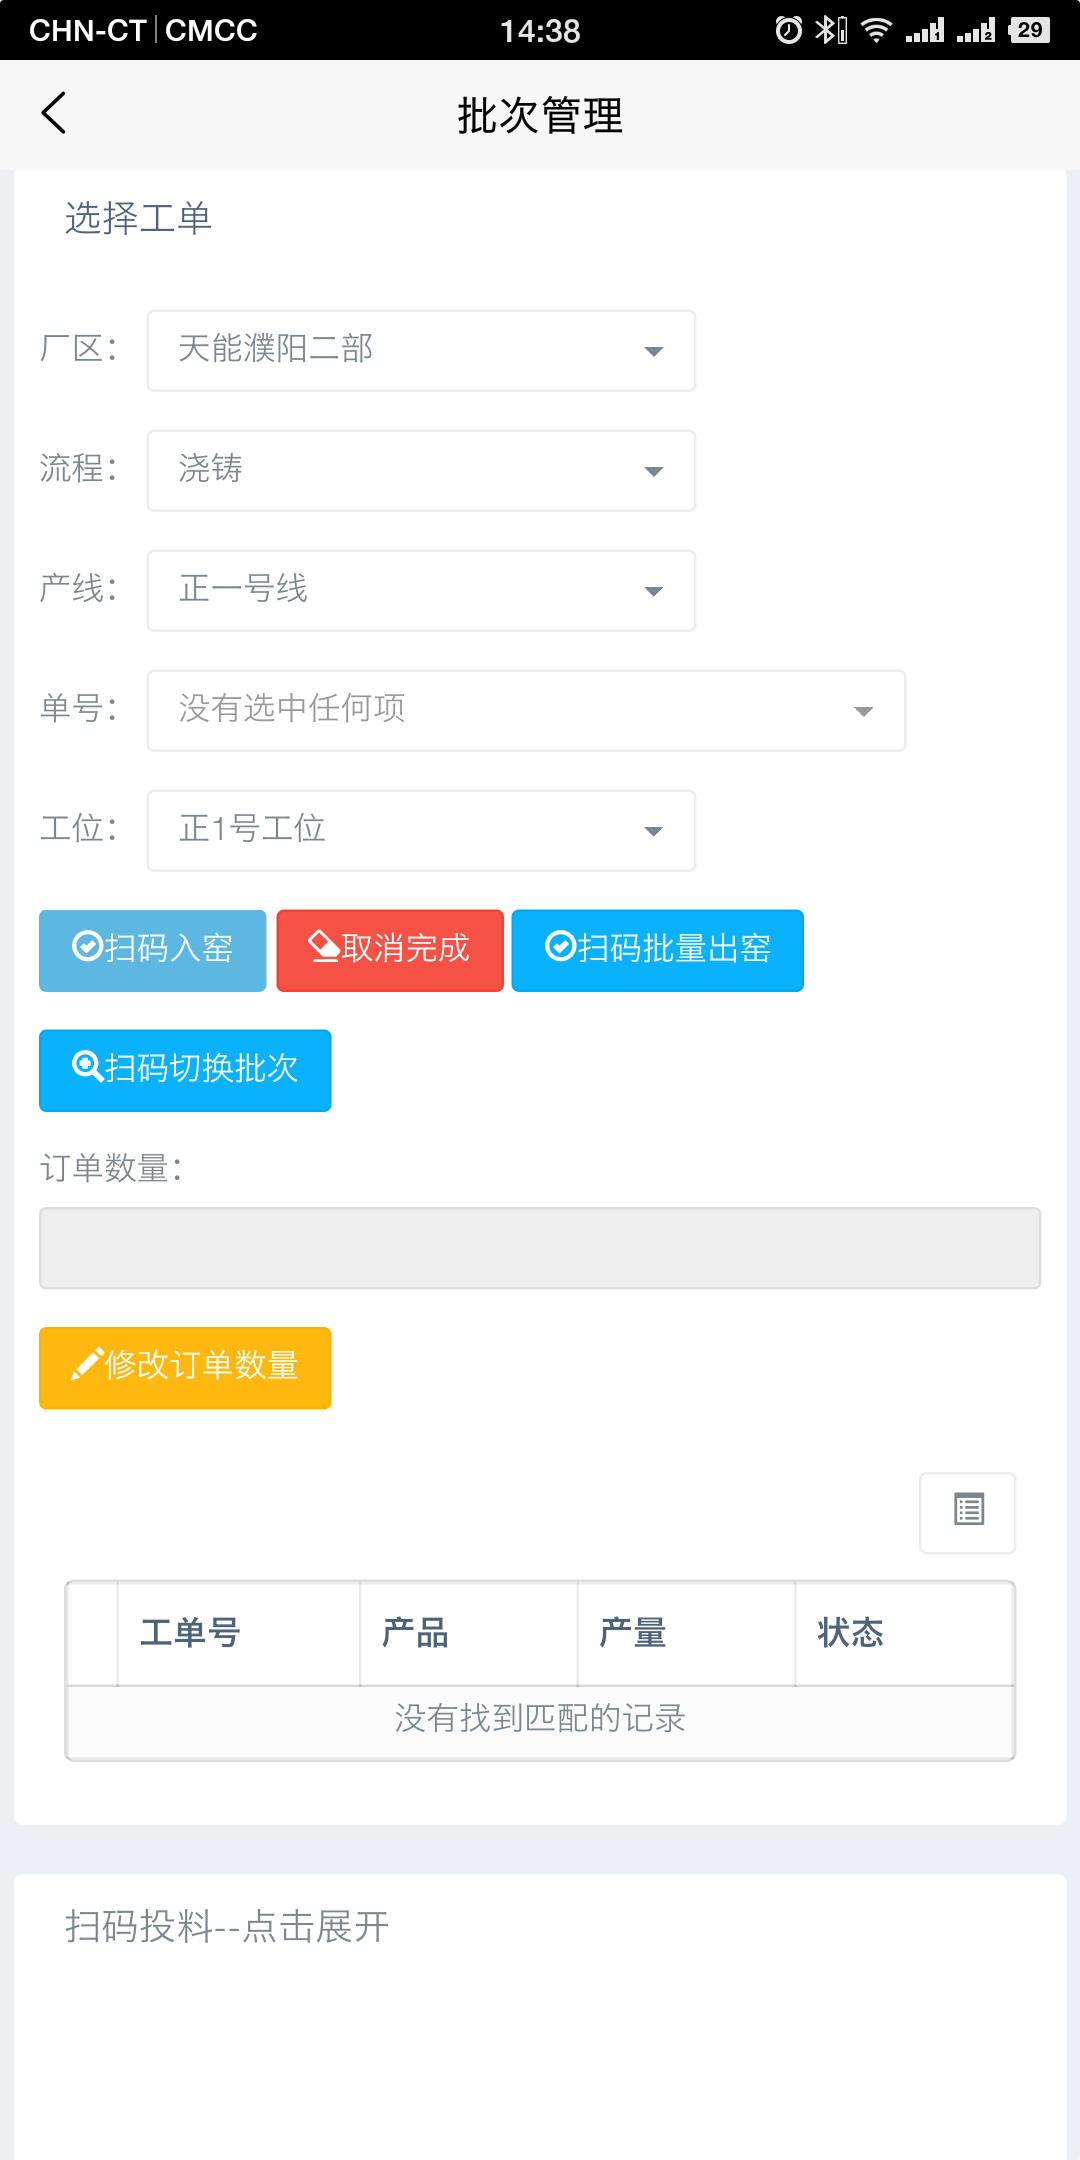 CHN-CT CMCC 14:38 1 2 29
批次管理
选择工单
厂区： 天能濮阳二部
流程： 浇铸
产线： 正一号线
单号： 没有选中任何项
工位： 正1号工位
扫码入窑 取消完成 扫码批量出窑
扫码切换批次
订单数量：
修改订单数量
工单号 产品 产量 状态
没有找到匹配的记录
扫码投料--点击展开